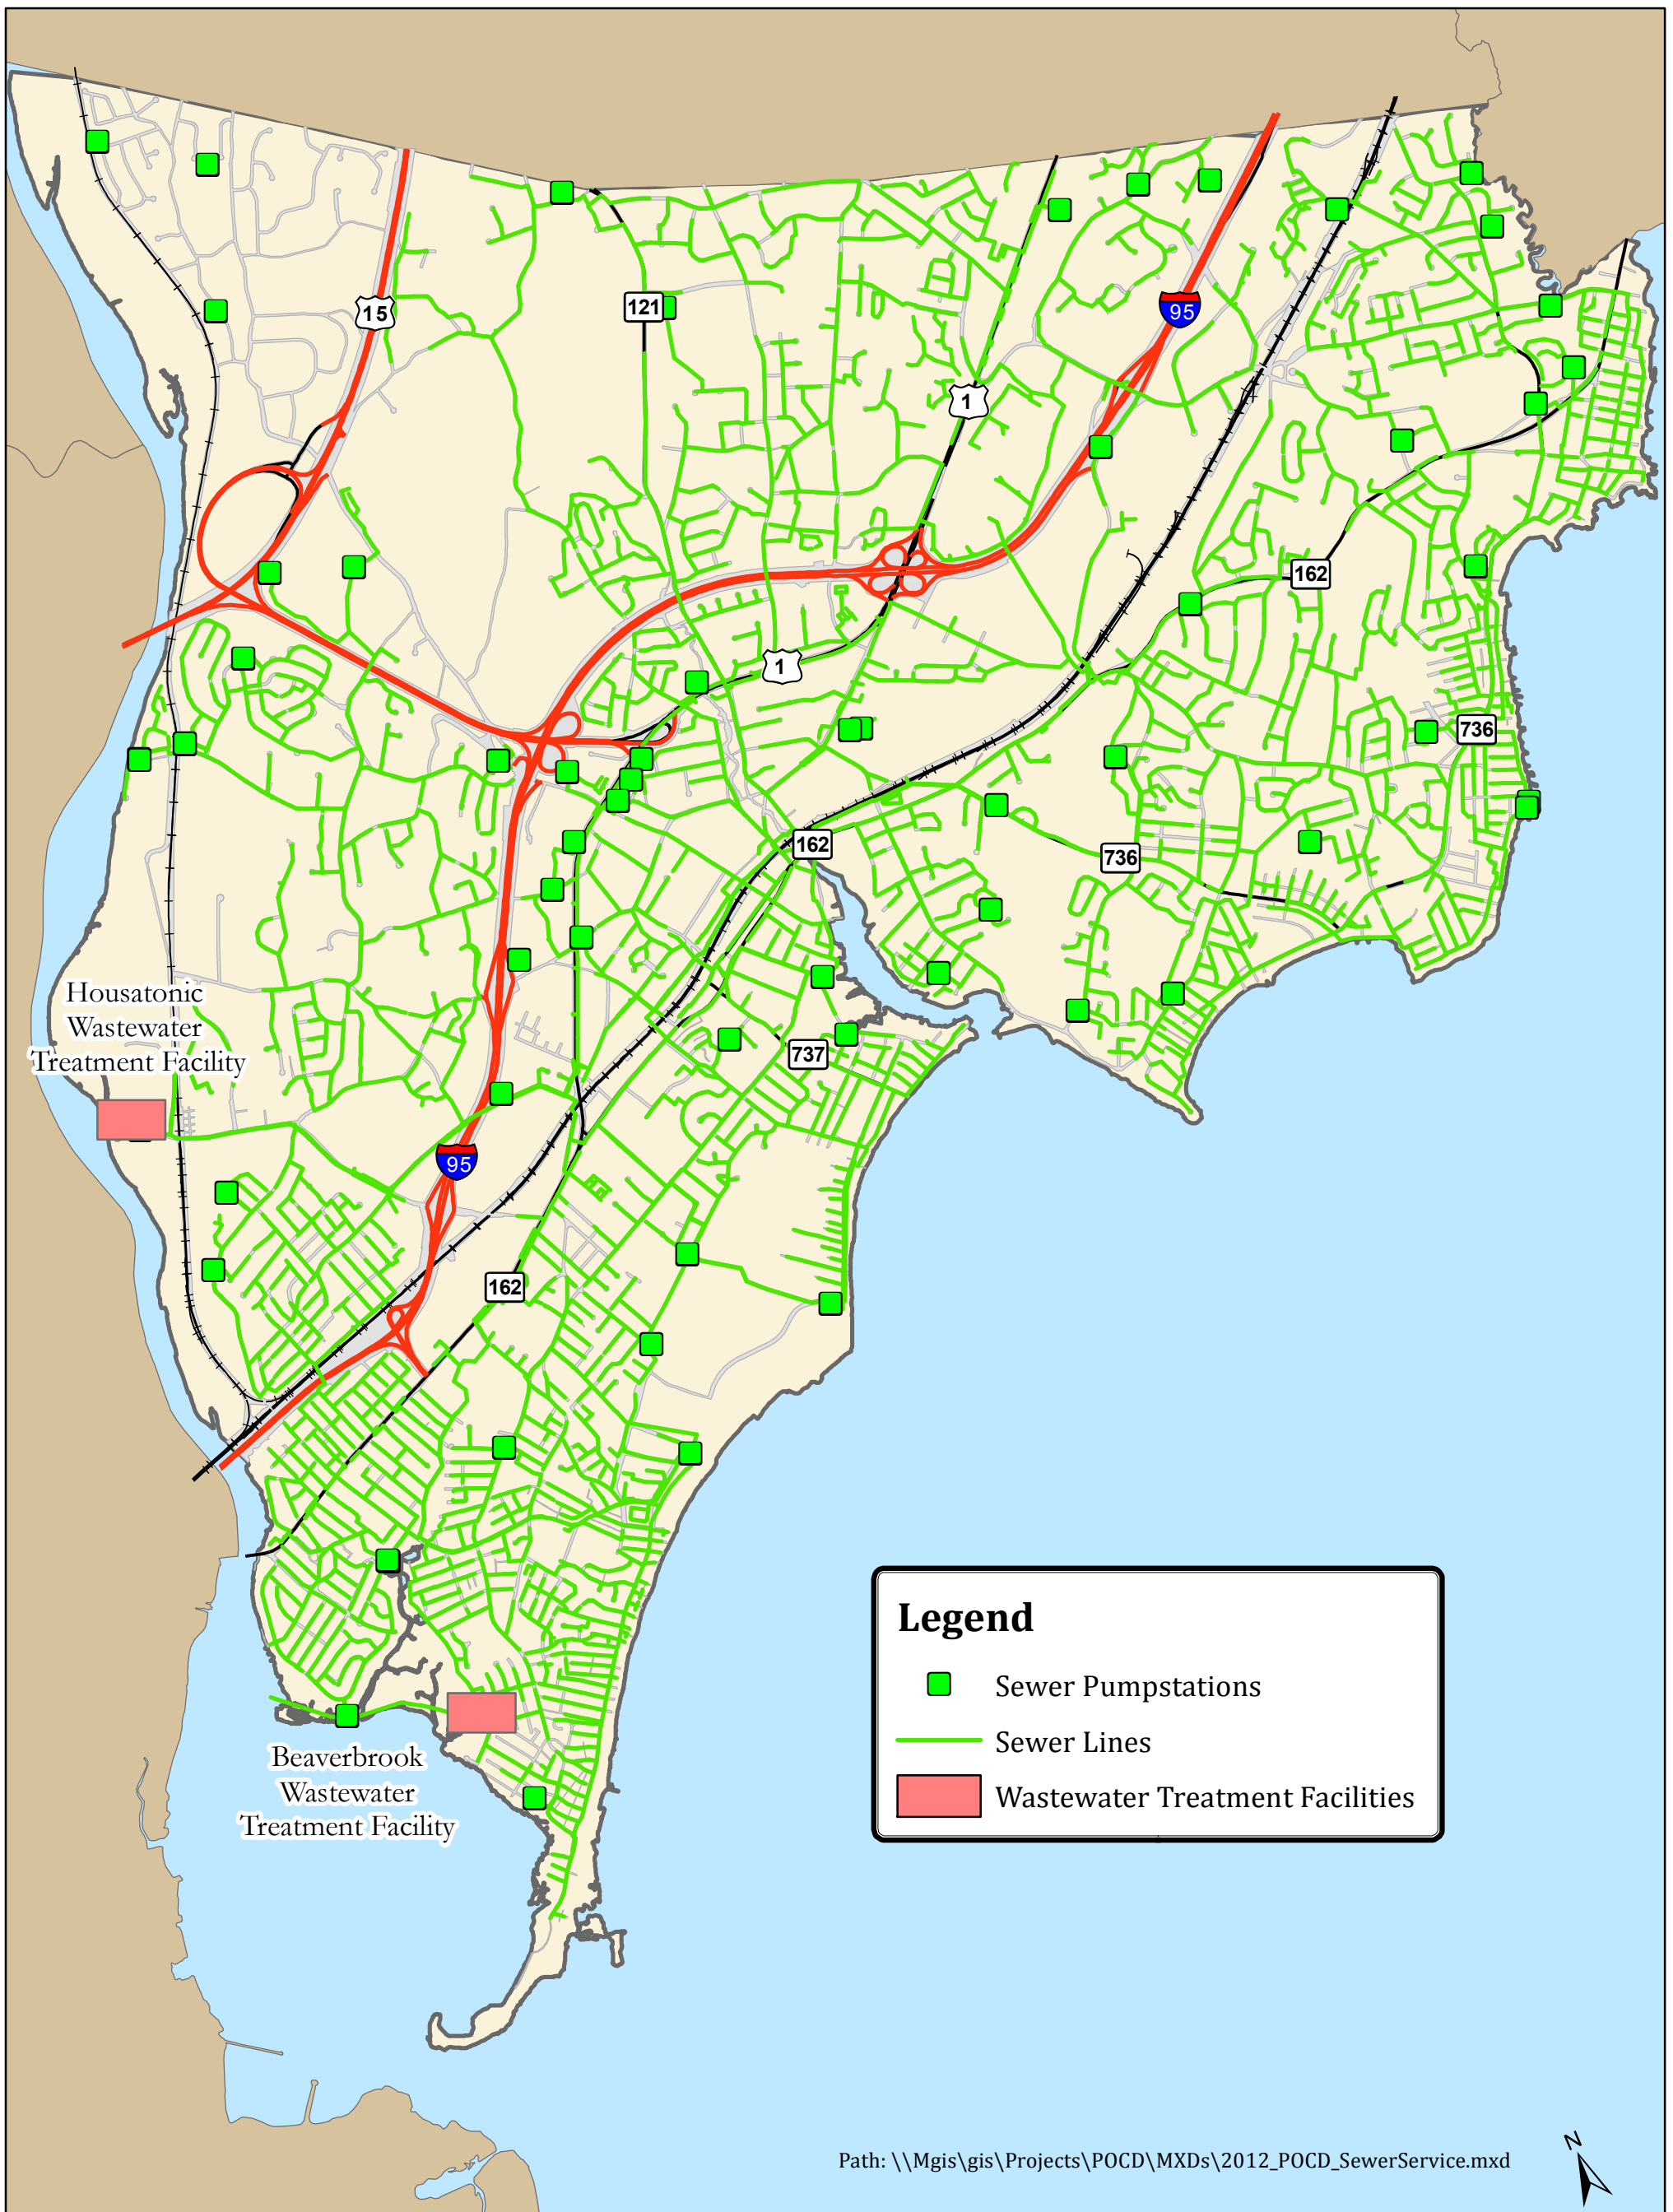 15
121
95
1
162
1
736
162
736
Housatonic
Wastewater
Treatment Facility
737
95
162
Legend
Sewer Pumpstations
Sewer Lines
Wastewater Treatment Facilities
Beaverbrook
Wastewater
Treatment Facility
Path: \\Mgis\gis\Projects\POCD\MXDs\2012_POCD_SewerService.mxd
N